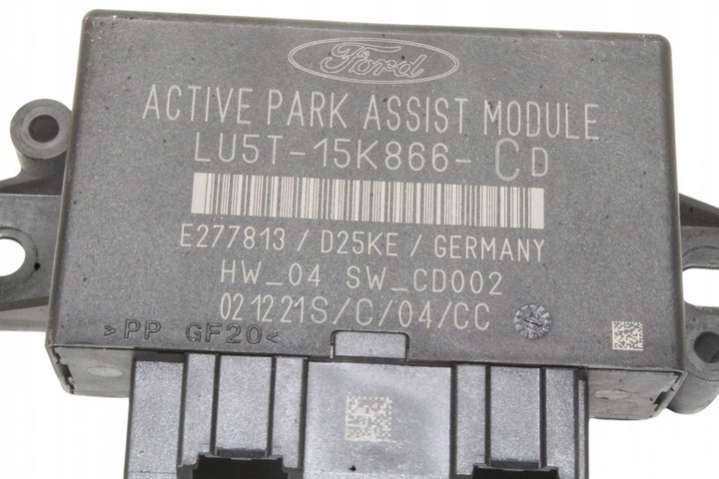 Ford
ACTIVE PARK ASSIST MODULE
LU5T-15K866-CD
E277813/D25KE/GERMANY
HW_04 SW_CD002
021221S/C/04/CC
>PP GF20<